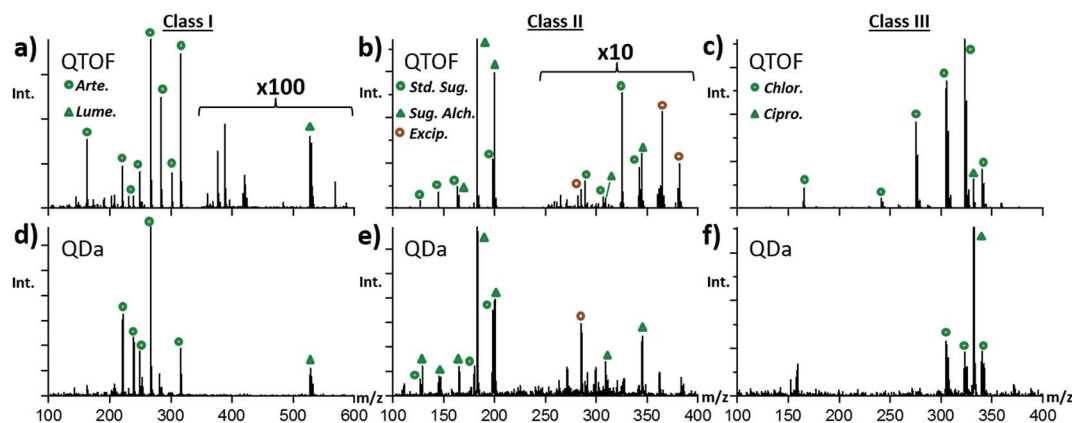 Class I
Class II
Class III
a) QTOF
Int.
Arte.
Lume.
x100
b) QTOF
Int.
Std. Sug.
Sug. Alch.
Excip.
x10
c) QTOF
Int.
Chlor.
Cipro.
d) QDa
Int.
100 200 300 400 500 600 m/z
e) QDa
Int.
100 150 200 250 300 350 400 m/z
f) QDa
Int.
100 150 200 250 300 350 400 m/z